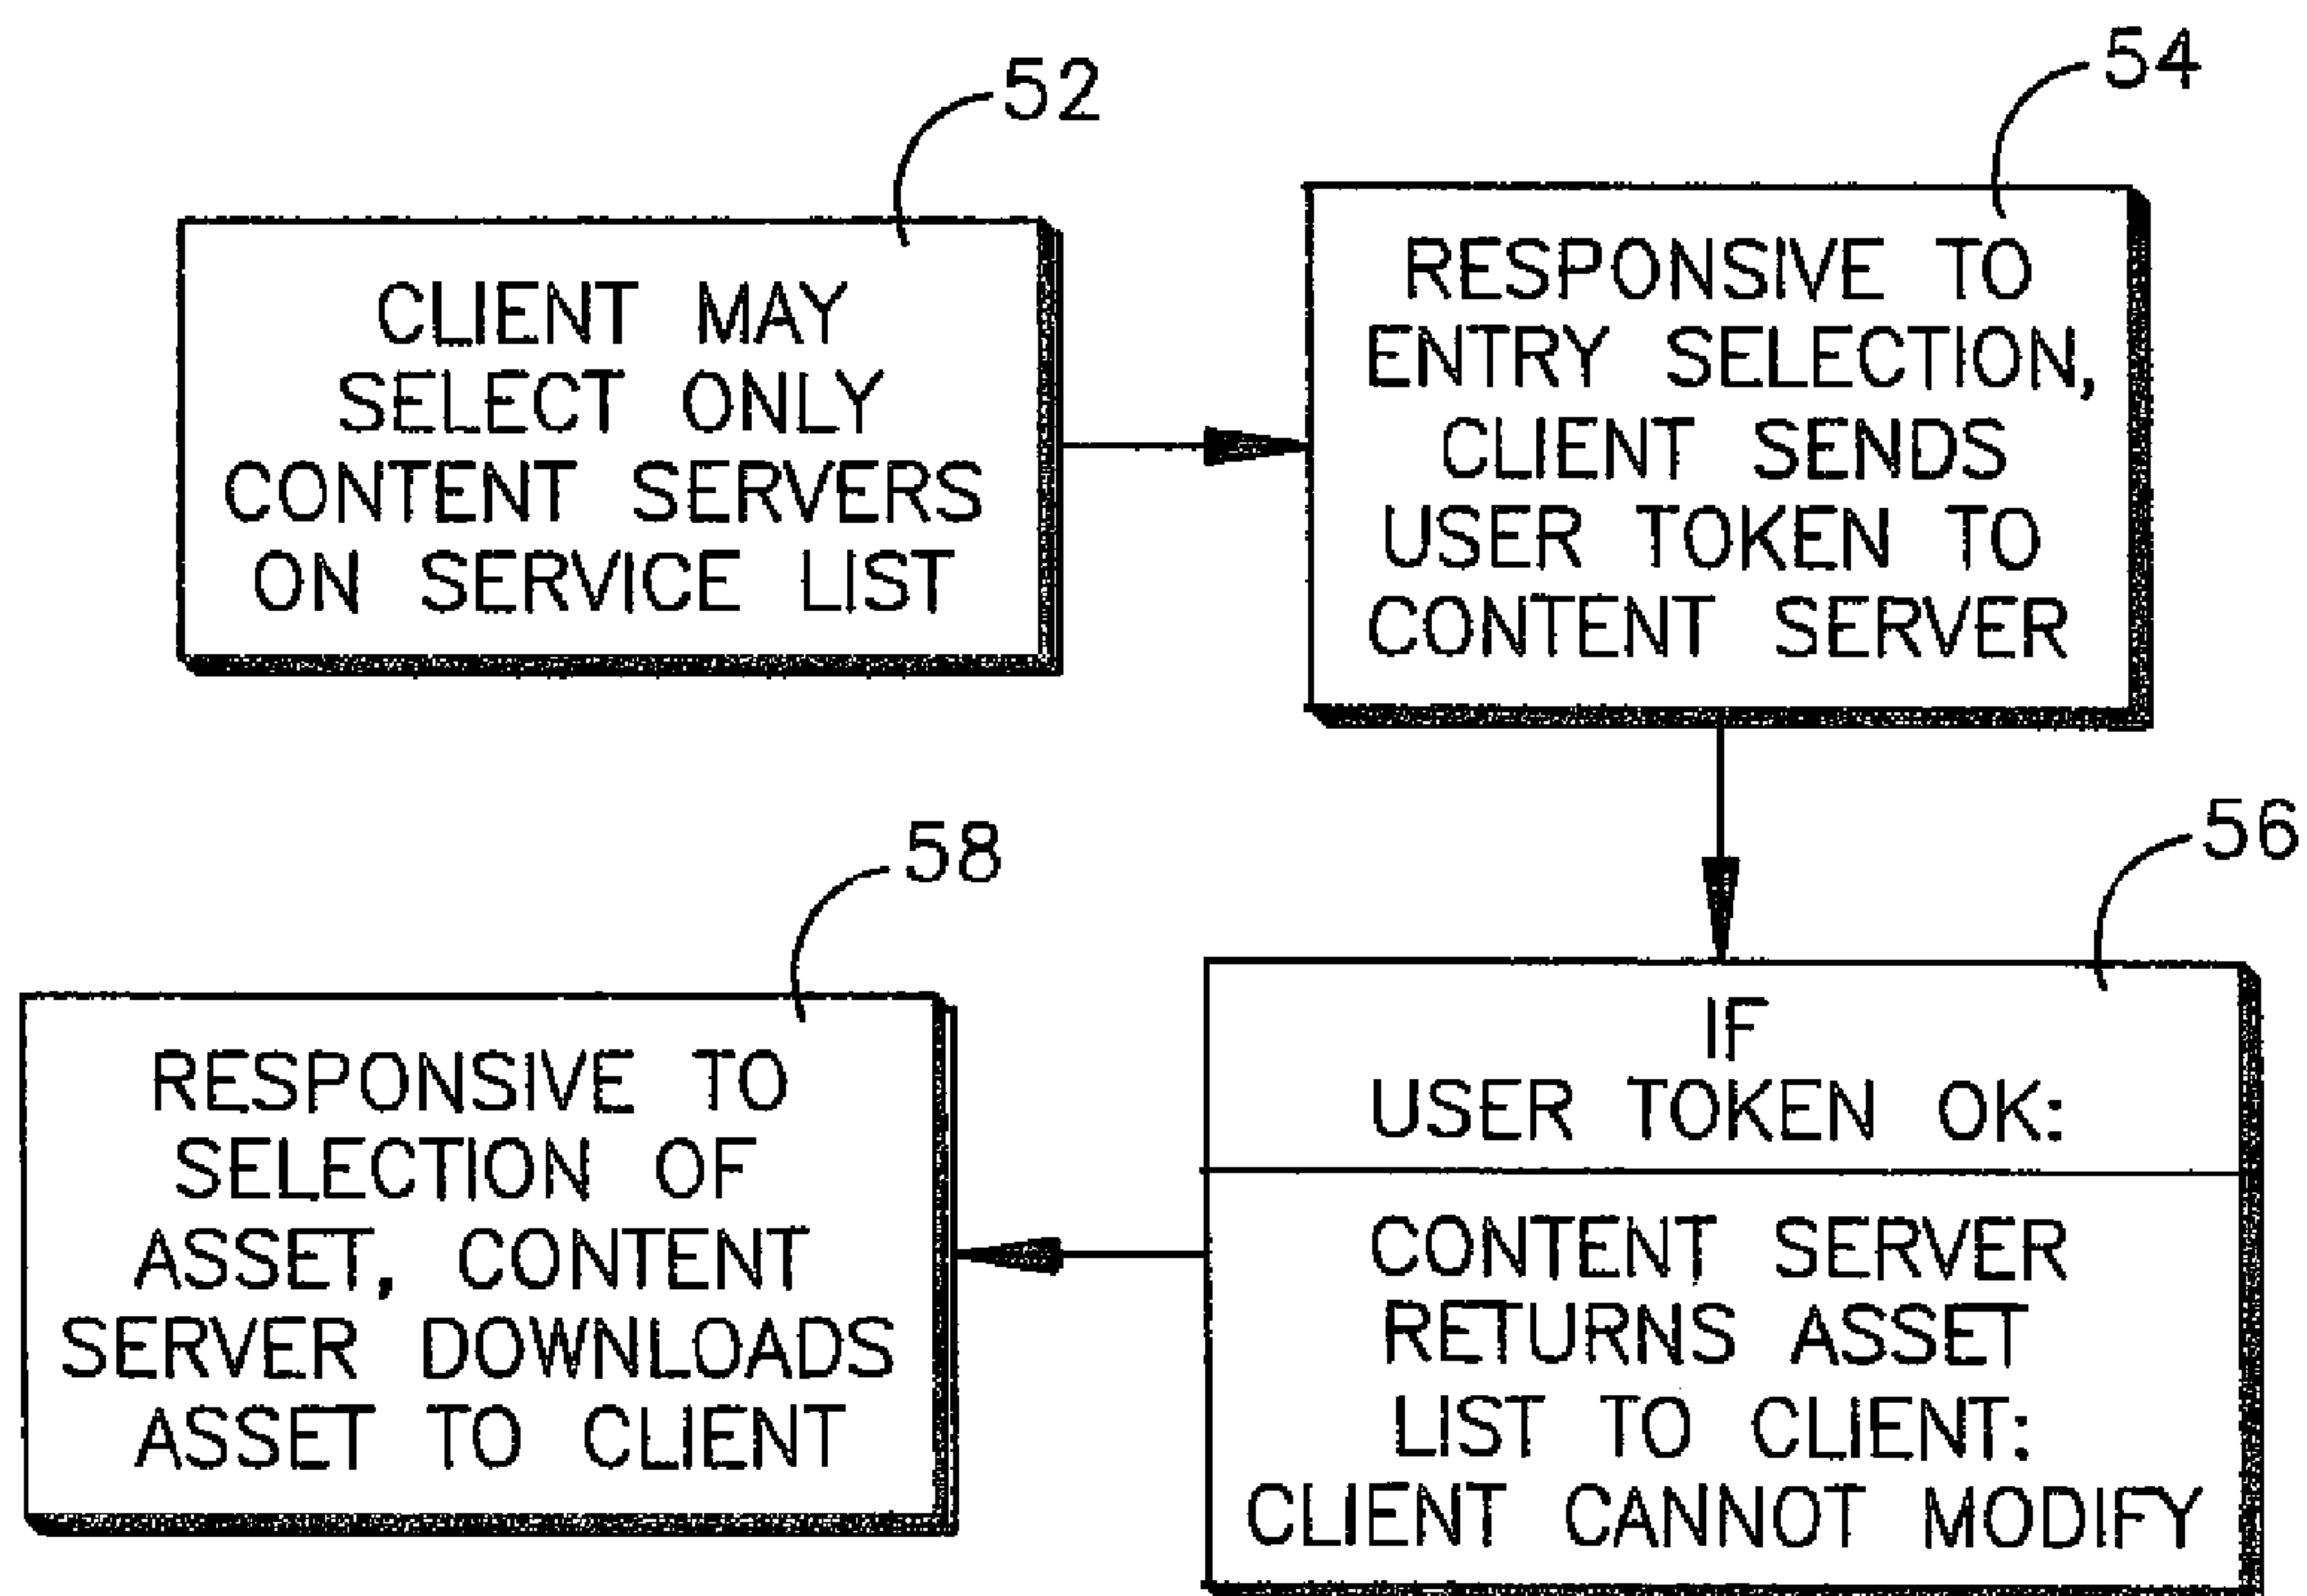 52
CLIENT MAY
SELECT ONLY
CONTENT SERVERS
ON SERVICE LIST
54
RESPONSIVE TO
ENTRY SELECTION,
CLIENT SENDS
USER TOKEN TO
CONTENT SERVER
56
IF
USER TOKEN OK:
CONTENT SERVER
RETURNS ASSET
LIST TO CLIENT:
CLIENT CANNOT MODIFY
58
RESPONSIVE TO
SELECTION OF
ASSET, CONTENT
SERVER DOWNLOADS
ASSET TO CLIENT